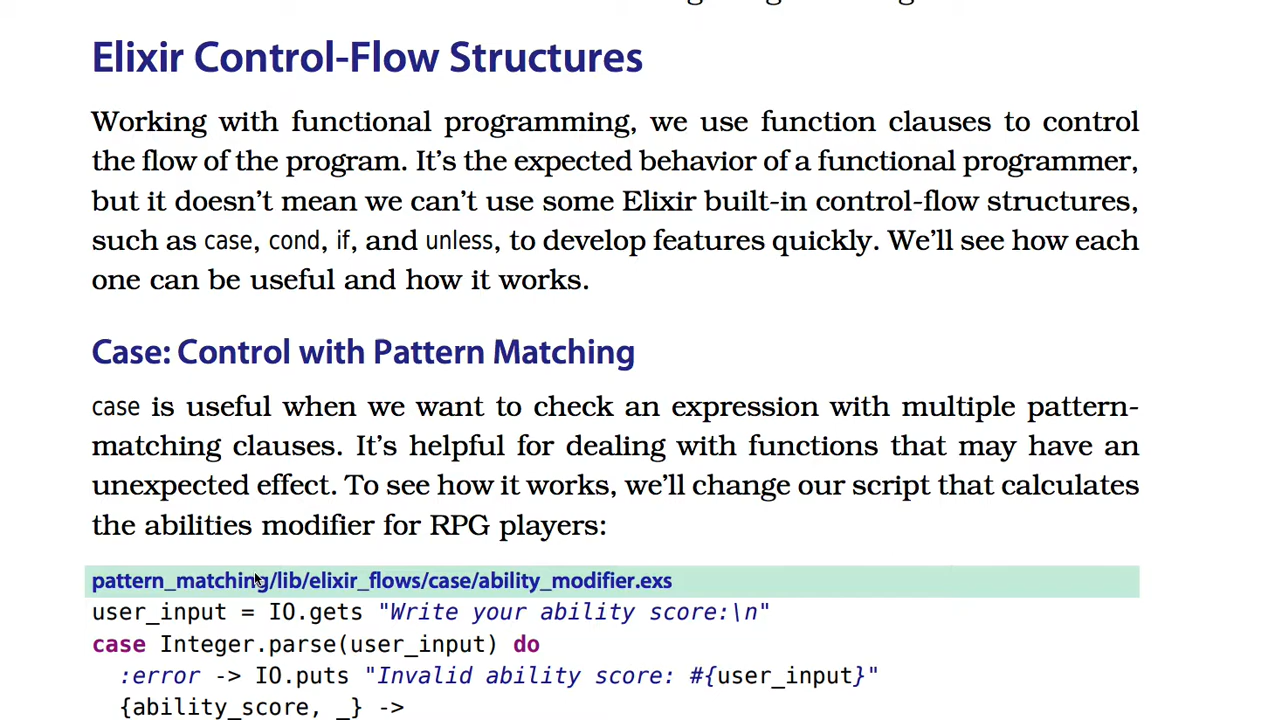 Elixir Control-Flow Structures
Working with functional programming, we use function clauses to control
the flow of the program. It's the expected behavior of a functional programmer,
but it doesn't mean we can't use some Elixir built-in control-flow structures,
such as case, cond, if, and unless, to develop features quickly. We'll see how each
one can be useful and how it works.
Case: Control with Pattern Matching
case is useful when we want to check an expression with multiple pattern-
matching clauses. It's helpful for dealing with functions that may have an
unexpected effect. To see how it works, we'll change our script that calculates
the abilities modifier for RPG players:
pattern_matching/lib/elixir_flows/case/ability_modifier.exs
user_input = IO.gets "Write your ability score:\n"
case Integer.parse(user_input) do
  :error -> IO.puts "Invalid ability score: #{user_input}"
  {ability_score, _} ->